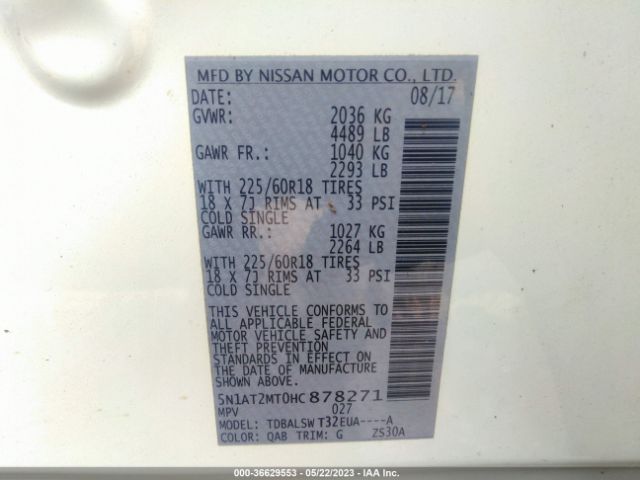 MFD BY NISSAN MOTOR CO., LTD.
DATE: 08/17
GVWR: 2036 KG
4489 LB
GAWR FR.: 1040 KG
2293 LB
WITH 225/60R18 TIRES
18 X 7J RIMS AT 33 PSI
COLD SINGLE
GAWR RR.: 1027 KG
2264 LB
WITH 225/60R18 TIRES
18 X 7J RIMS AT 33 PSI
COLD SINGLE
THIS VEHICLE CONFORMS TO
ALL APPLICABLE FEDERAL
MOTOR VEHICLE SAFETY AND
THEFT PREVENTION
STANDARDS IN EFFECT ON
THE DATE OF MANUFACTURE
SHOWN ABOVE.
5N1AT2MT0HC878271
MPV 027
MODEL: TDBALSW T32EUA----A
COLOR: QAB TRIM: G ZS30A
000-36629553 - 05/22/2023 - IAA Inc.